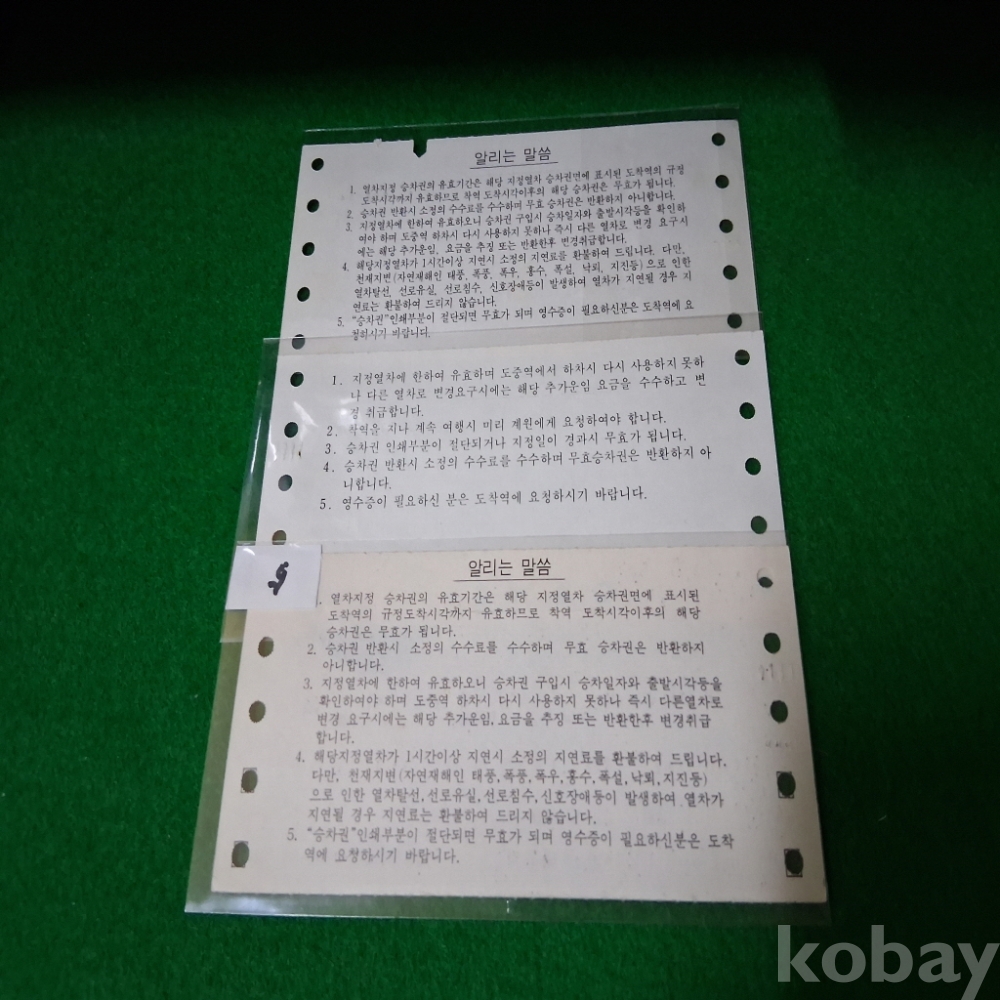 알리는 말씀
1. 열차지정 승차권의 유효기간은 해당 지정열차 승차권면에 표시된 도착역의 규정
도착시각까지 유효하므로 착역 도착시각이후의 해당 승차권은 무효가 됩니다.
2. 승차권 반환시 소정의 수수료를 수수하며 무효 승차권은 반환하지 아니합니다.
3. 지정열차에 한하여 유효하오니 승차권 구입시 승차일자와 출발시각등을 확인하
여야 하며 도중역 하차시 다시 사용하지 못하나 즉시 다른 열차로 변경 요구시
에는 해당 추가운임, 요금을 추징 또는 반환한후 변경취급합니다.
4. 해당지정열차가 1시간이상 지연시 소정의 지연료를 환불하여 드립니다. 다만,
천재지변(자연재해인 태풍, 폭풍, 폭우, 홍수, 폭설, 낙뢰, 지진등)으로 인한
열차탈선, 선로유실, 선로침수, 신호장애등이 발생하여 열차가 지연될 경우 지
연료는 환불하여 드리지 않습니다.
5. "승차권"인쇄부분이 절단되면 무효가 되며 영수증이 필요하신분은 도착역에 요
청하시기 바랍니다.
1. 지정열차에 한하여 유효하며 도중역에서 하차시 다시 사용하지 못하
나 다른 열차로 변경요구시에는 해당 추가운임 요금을 수수하고 변
경 취급합니다.
2. 착역을 지나 계속 여행시 미리 계원에게 요청하여야 합니다.
3. 승차권 인쇄부분이 절단되거나 지정일이 경과시 무효가 됩니다.
4. 승차권 반환시 소정의 수수료를 수수하며 무효승차권은 반환하지 아
니합니다.
5. 영수증이 필요하신 분은 도착역에 요청하시기 바랍니다.
알리는 말씀
. 열차지정 승차권의 유효기간은 해당 지정열차 승차권면에 표시된
도착역의 규정도착시각까지 유효하므로 착역 도착시각이후의 해당
승차권은 무효가 됩니다.
2. 승차권 반환시 소정의 수수료를 수수하며 무효 승차권은 반환하지
아니합니다.
3. 지정열차에 한하여 유효하오니 승차권 구입시 승차일자와 출발시각등을
확인하여야 하며 도중역 하차시 다시 사용하지 못하나 즉시 다른열차로
변경 요구시에는 해당 추가운임, 요금을 추징 또는 반환한후 변경취급
합니다.
4. 해당지정열차가 1시간이상 지연시 소정의 지연료를 환불하여 드립니다.
다만, 천재지변(자연재해인 태풍,폭풍,폭우,홍수,폭설,낙뢰,지진등)
으로 인한 열차탈선,선로유실,선로침수,신호장애등이 발생하여 열차가
지연될 경우 지연료는 환불하여 드리지 않습니다.
5. "승차권"인쇄부분이 절단되면 무효가 되며 영수증이 필요하신분은 도착
역에 요청하시기 바랍니다.
kobay